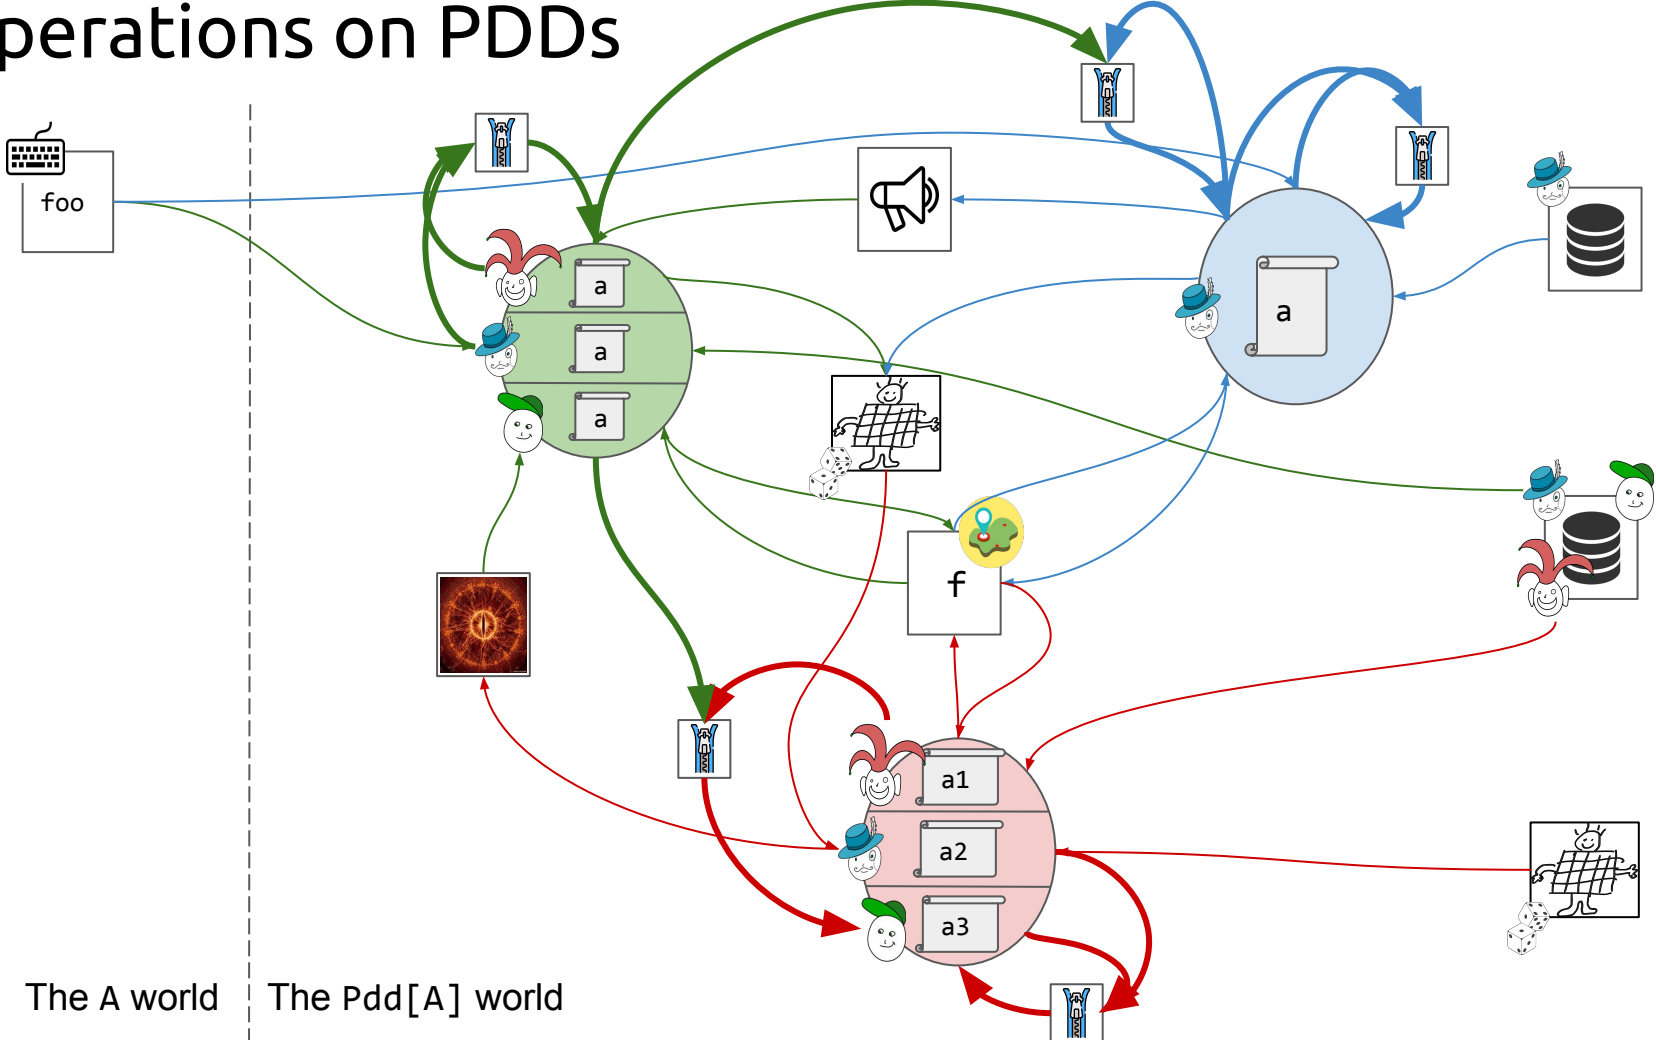 perations on PDDs
foo
a
a
a
a
f
a1
a2
a3
The A world
The Pdd[A] world